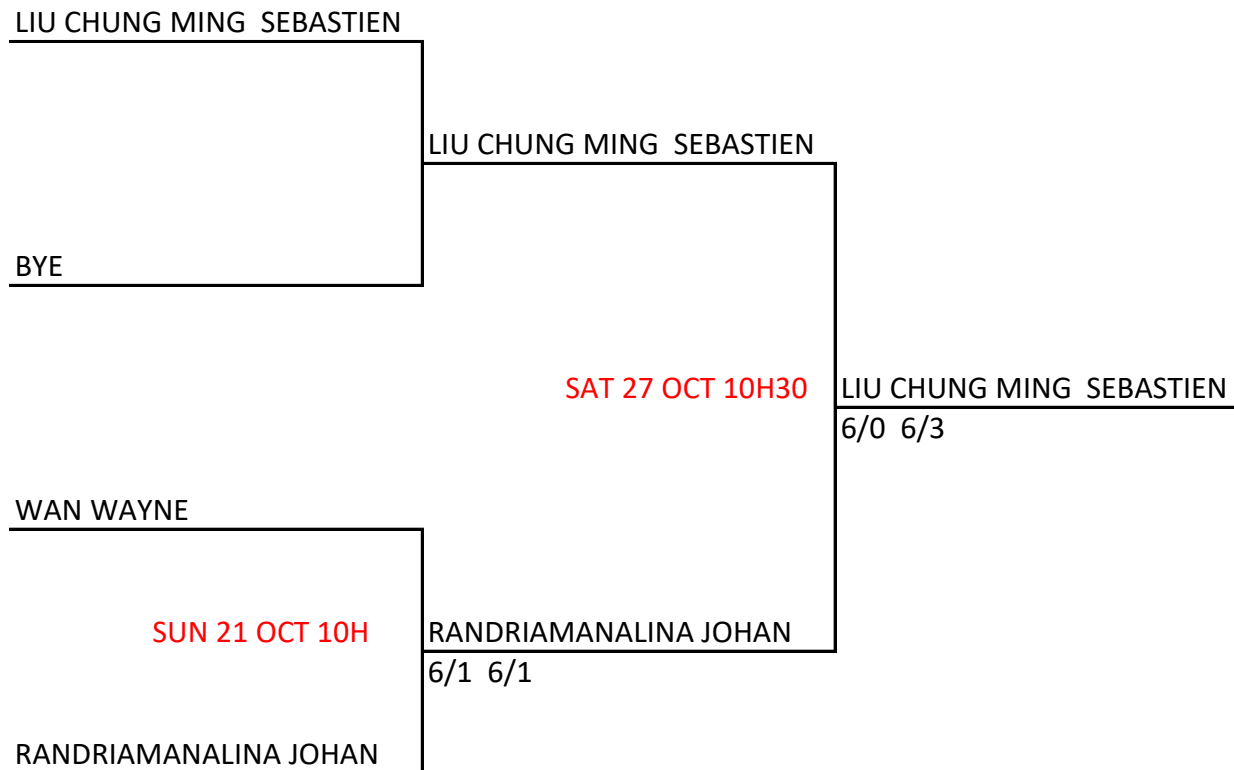 LIU CHUNG MING  SEBASTIEN
LIU CHUNG MING  SEBASTIEN
BYE
SAT 27 OCT 10H30
LIU CHUNG MING  SEBASTIEN
6/0  6/3
WAN WAYNE
SUN 21 OCT 10H
RANDRIAMANALINA JOHAN
6/1  6/1
RANDRIAMANALINA JOHAN